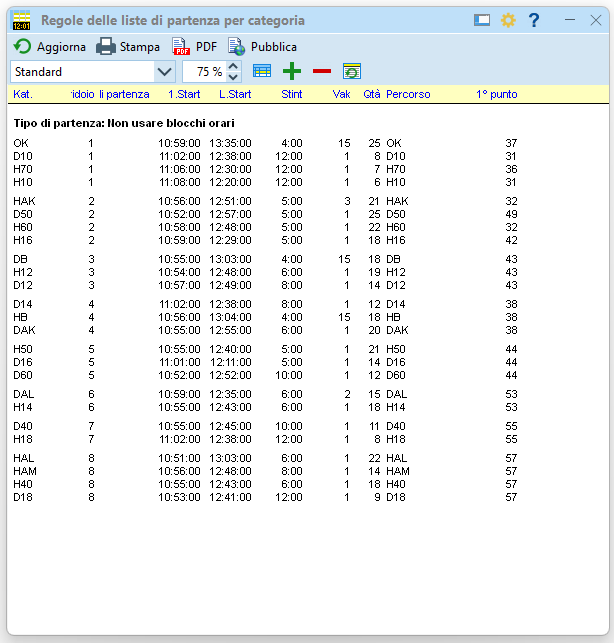 12:01 Regole delle liste di partenza per categoria ?
Aggiorna Stampa PDF Pubblica
Standard 75 %
Kat. idoio li partenza 1.Start L.Start Stint Vak Qtà Percorso 1° punto
Tipo di partenza: Non usare blocchi orari
OK 1 10:59:00 13:35:00 4:00 15 25 OK 37
D10 1 11:02:00 12:38:00 12:00 1 8 D10 31
H70 1 11:06:00 12:30:00 12:00 1 7 H70 36
H10 1 11:08:00 12:20:00 12:00 1 6 H10 31
HAK 2 10:56:00 12:51:00 5:00 3 21 HAK 32
D50 2 10:52:00 12:57:00 5:00 1 25 D50 49
H60 2 10:58:00 12:48:00 5:00 1 22 H60 32
H16 2 10:59:00 12:29:00 5:00 1 18 H16 42
DB 3 10:55:00 13:03:00 4:00 15 18 DB 43
H12 3 10:54:00 12:48:00 6:00 1 19 H12 43
D12 3 10:57:00 12:49:00 8:00 1 14 D12 43
D14 4 11:02:00 12:38:00 8:00 1 12 D14 38
HB 4 10:56:00 13:04:00 4:00 15 18 HB 38
DAK 4 10:55:00 12:55:00 6:00 1 20 DAK 38
H50 5 10:55:00 12:40:00 5:00 1 21 H50 44
D16 5 11:01:00 12:11:00 5:00 1 14 D16 44
D60 5 10:52:00 12:52:00 10:00 1 12 D60 44
DAL 6 10:59:00 12:35:00 6:00 2 15 DAL 53
H14 6 10:55:00 12:43:00 6:00 1 18 H14 53
D40 7 10:55:00 12:45:00 10:00 1 11 D40 55
H18 7 11:02:00 12:38:00 12:00 1 8 H18 55
HAL 8 10:51:00 13:03:00 6:00 1 22 HAL 57
HAM 8 10:56:00 12:48:00 8:00 1 14 HAM 57
H40 8 10:55:00 12:43:00 6:00 1 18 H40 57
D18 8 10:53:00 12:41:00 12:00 1 9 D18 57